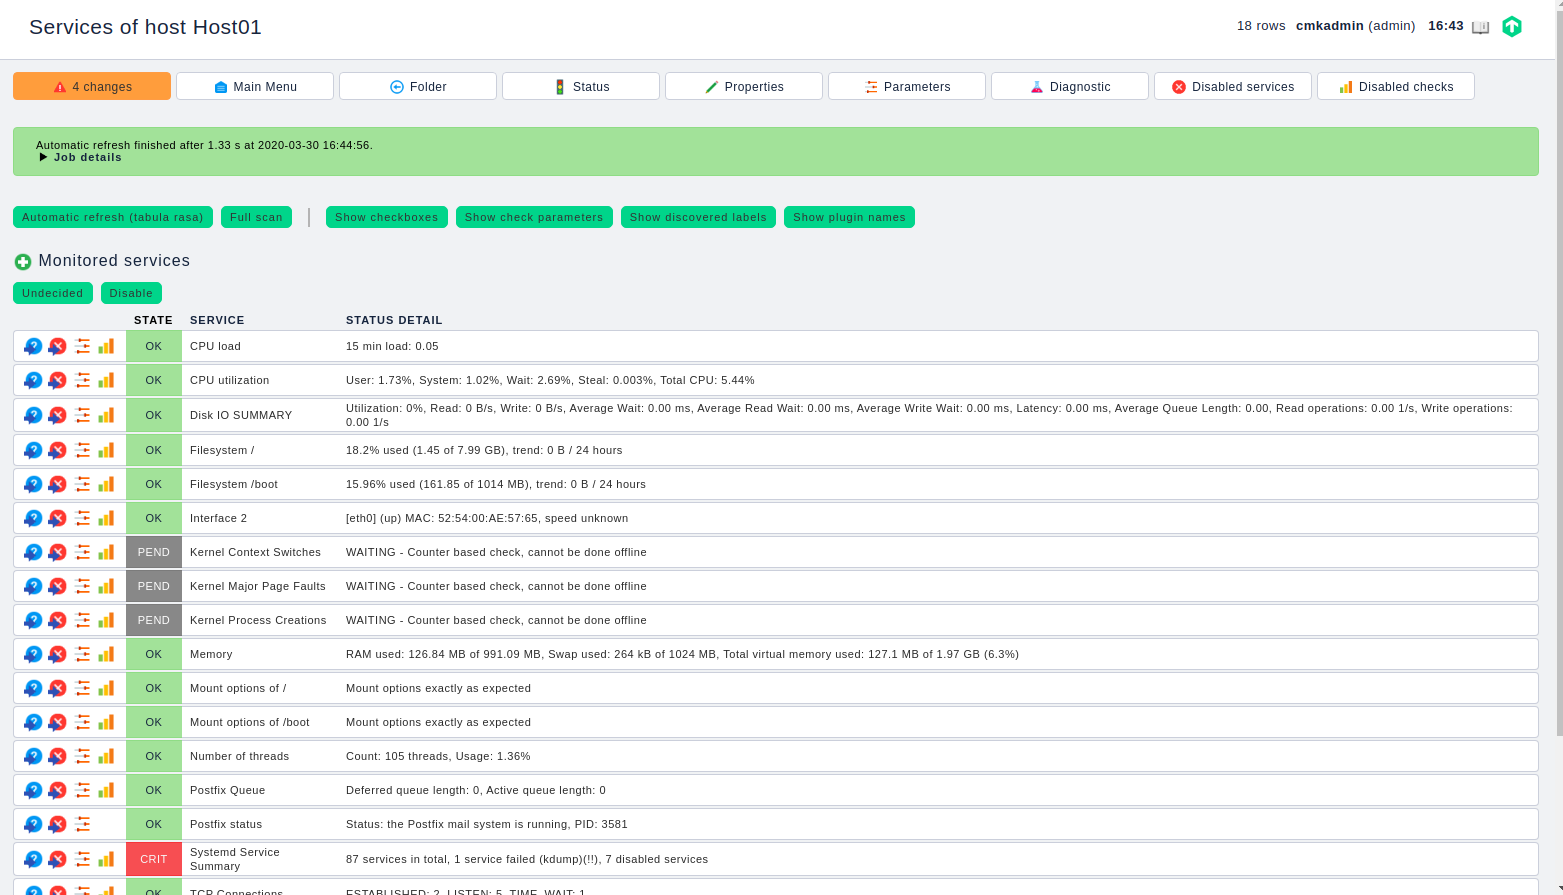 Services of host Host01
18 rows cmkadmin (admin) 16:43
4 changes Main Menu Folder Status Properties Parameters Diagnostic Disabled services Disabled checks
Automatic refresh finished after 1.33 s at 2020-03-30 16:44:56.
Job details
Automatic refresh (tabula rasa) Full scan Show checkboxes Show check parameters Show discovered labels Show plugin names
Monitored services
Undecided Disable
STATE SERVICE STATUS DETAIL
OK CPU load 15 min load: 0.05
OK CPU utilization User: 1.73%, System: 1.02%, Wait: 2.69%, Steal: 0.003%, Total CPU: 5.44%
OK Disk IO SUMMARY Utilization: 0%, Read: 0 B/s, Write: 0 B/s, Average Wait: 0.00 ms, Average Read Wait: 0.00 ms, Average Write Wait: 0.00 ms, Latency: 0.00 ms, Average Queue Length: 0.00, Read operations: 0.00 1/s, Write operations:
0.00 1/s
OK Filesystem / 18.2% used (1.45 of 7.99 GB), trend: 0 B / 24 hours
OK Filesystem /boot 15.96% used (161.85 of 1014 MB), trend: 0 B / 24 hours
OK Interface 2 [eth0] (up) MAC: 52:54:00:AE:57:65, speed unknown
PEND Kernel Context Switches WAITING - Counter based check, cannot be done offline
PEND Kernel Major Page Faults WAITING - Counter based check, cannot be done offline
PEND Kernel Process Creations WAITING - Counter based check, cannot be done offline
OK Memory RAM used: 126.84 MB of 991.09 MB, Swap used: 264 kB of 1024 MB, Total virtual memory used: 127.1 MB of 1.97 GB (6.3%)
OK Mount options of / Mount options exactly as expected
OK Mount options of /boot Mount options exactly as expected
OK Number of threads Count: 105 threads, Usage: 1.36%
OK Postfix Queue Deferred queue length: 0, Active queue length: 0
OK Postfix status Status: the Postfix mail system is running, PID: 3581
CRIT Systemd Service
Summary 87 services in total, 1 service failed (kdump)(!!), 7 disabled services
OK TCP Connections ESTABLISHED: 2, LISTEN: 5, TIME_WAIT: 1